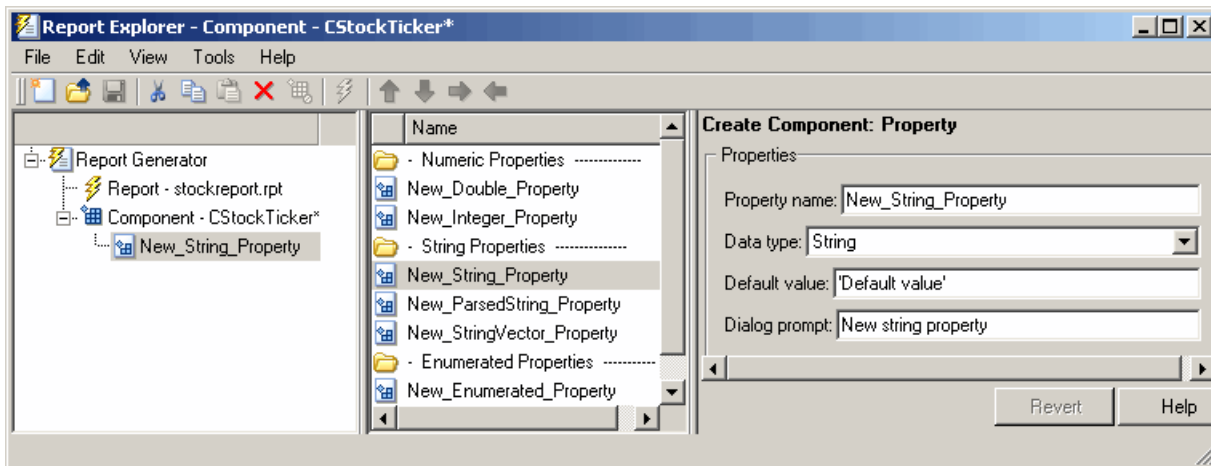 Report Explorer - Component - CStockTicker*
File Edit View Tools Help
Report Generator
Report - stockreport.rpt
Component - CStockTicker*
New_String_Property
Name
- Numeric Properties -------------
New_Double_Property
New_Integer_Property
- String Properties --------------
New_String_Property
New_ParsedString_Property
New_StringVector_Property
- Enumerated Properties ----------
New_Enumerated_Property
Create Component: Property
Properties
Property name: New_String_Property
Data type: String
Default value: 'Default value'
Dialog prompt: New string property
Revert Help